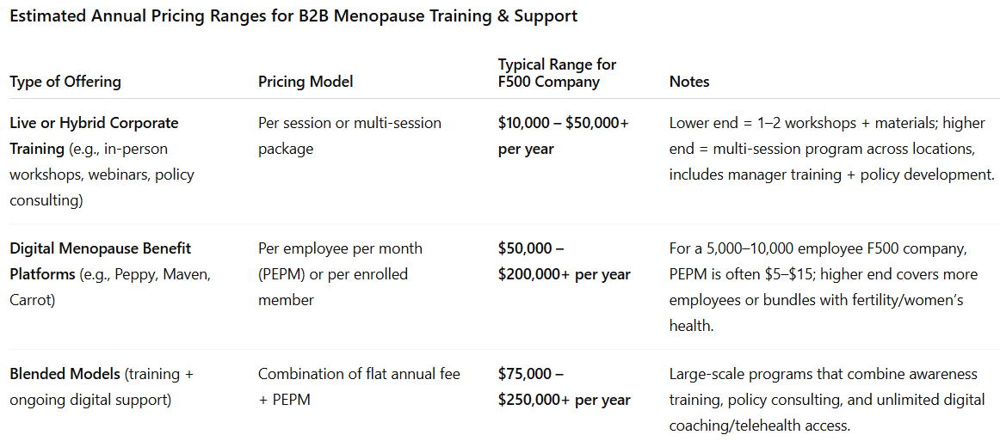 Estimated Annual Pricing Ranges for B2B Menopause Training & Support
Type of Offering
Pricing Model
Typical Range for
F500 Company
Notes
Live or Hybrid Corporate
Training (e.g., in-person
workshops, webinars, policy
consulting)
Per session or multi-session
package
$10,000 – $50,000+
per year
Lower end = 1–2 workshops + materials; higher
end = multi-session program across locations,
includes manager training + policy development.
Digital Menopause Benefit
Platforms (e.g., Peppy, Maven,
Carrot)
Per employee per month
(PEPM) or per enrolled
member
$50,000 –
$200,000+ per year
For a 5,000–10,000 employee F500 company,
PEPM is often $5–$15; higher end covers more
employees or bundles with fertility/women’s
health.
Blended Models (training +
ongoing digital support)
Combination of flat annual fee
+ PEPM
$75,000 –
$250,000+ per year
Large-scale programs that combine awareness
training, policy consulting, and unlimited digital
coaching/telehealth access.